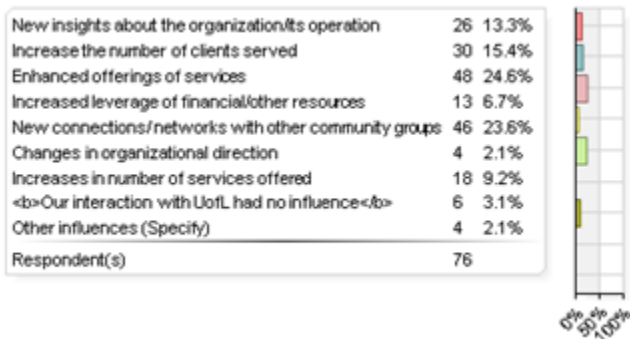 New insights about the organization/its operation 26 13.3%
Increase the number of clients served 30 15.4%
Enhanced offerings of services 48 24.6%
Increased leverage of financial/other resources 13 6.7%
New connections/networks with other community groups 46 23.6%
Changes in organizational direction 4 2.1%
Increases in number of services offered 18 9.2%
<b>Our interaction with UofL had no influence</b> 6 3.1%
Other influences (Specify) 4 2.1%
Respondent(s) 76
0% 50% 100%